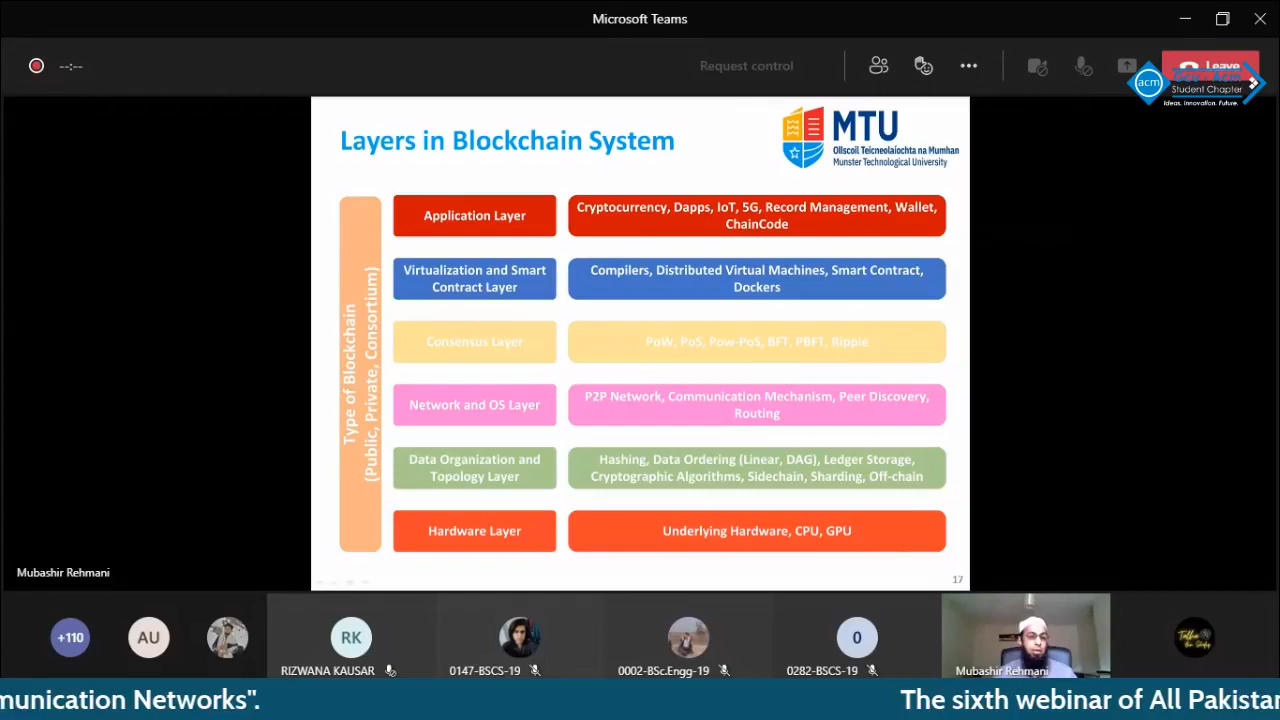 Microsoft Teams
--:--
Request control
Leave
acm
Student Chapter
Ideas. Innovation. Future.
Layers in Blockchain System
MTU
Ollscoil Teicneolaíochta na Mumhan
Munster Technological University
Type of Blockchain
(Public, Private, Consortium)
Application Layer
Cryptocurrency, Dapps, IoT, 5G, Record Management, Wallet,
ChainCode
Virtualization and Smart
Contract Layer
Compilers, Distributed Virtual Machines, Smart Contract,
Dockers
Consensus Layer
PoW, PoS, Pow-PoS, BFT, PBFT, Ripple
Network and OS Layer
P2P Network, Communication Mechanism, Peer Discovery,
Routing
Data Organization and
Topology Layer
Hashing, Data Ordering (Linear, DAG), Ledger Storage,
Cryptographic Algorithms, Sidechain, Sharding, Off-chain
Hardware Layer
Underlying Hardware, CPU, GPU
17
Mubashir Rehmani
+110
AU
RK
RIZWANA KAUSAR
0147-BSCS-19
0002-BSc.Engg-19
0
0282-BSCS-19
Mubashir Rehmani
munication Networks".
The sixth webinar of All Pakistan